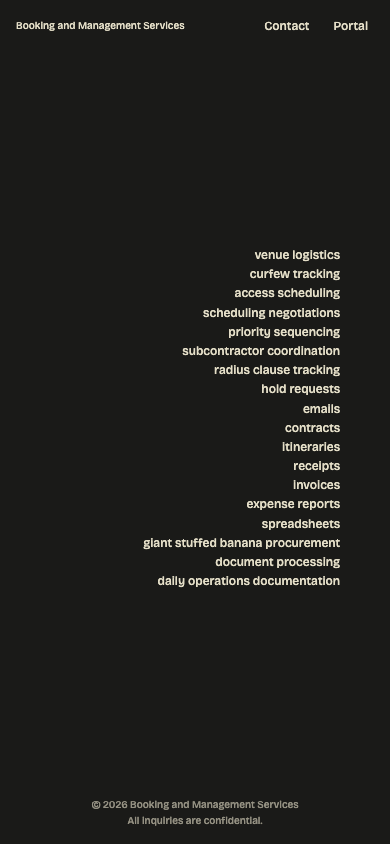 Booking and Management Services
Contact
Portal
venue logistics
curfew tracking
access scheduling
scheduling negotiations
priority sequencing
subcontractor coordination
radius clause tracking
hold requests
emails
contracts
itineraries
receipts
invoices
expense reports
spreadsheets
giant stuffed banana procurement
document processing
daily operations documentation
© 2026 Booking and Management Services
All inquiries are confidential.